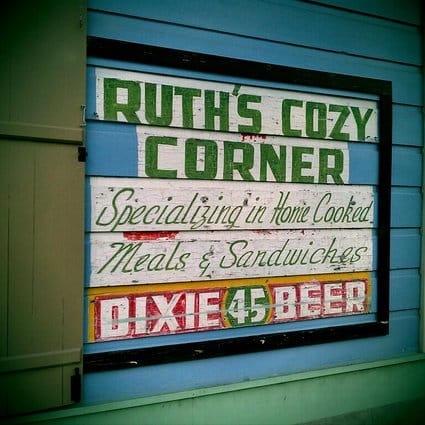 RUTH'S COZY
CORNER
Specializing in Home Cooked
Meals & Sandwiches
DIXIE 45 BEER